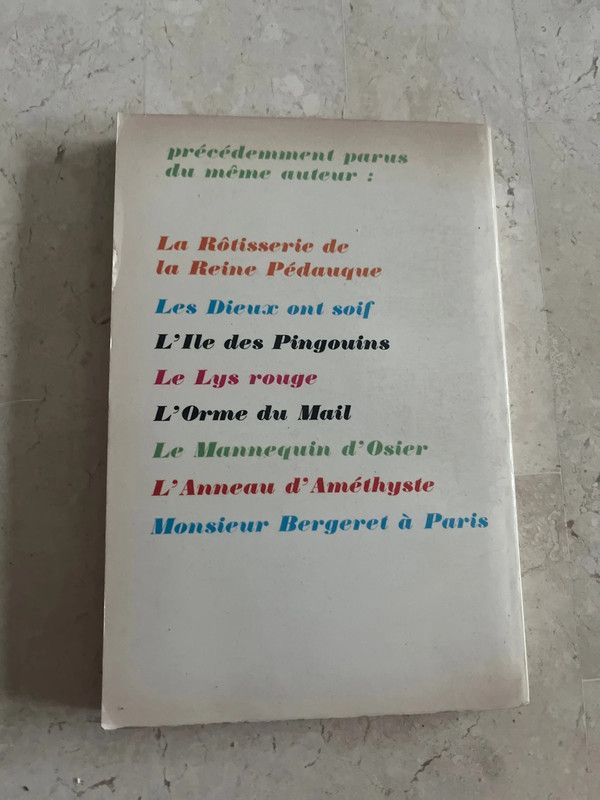 précédemment parus
du même auteur :
La Rôtisserie de
la Reine Pédauque
Les Dieux ont soif
L'Ile des Pingouins
Le Lys rouge
L'Orme du Mail
Le Mannequin d'Osier
L'Anneau d'Améthyste
Monsieur Bergeret à Paris